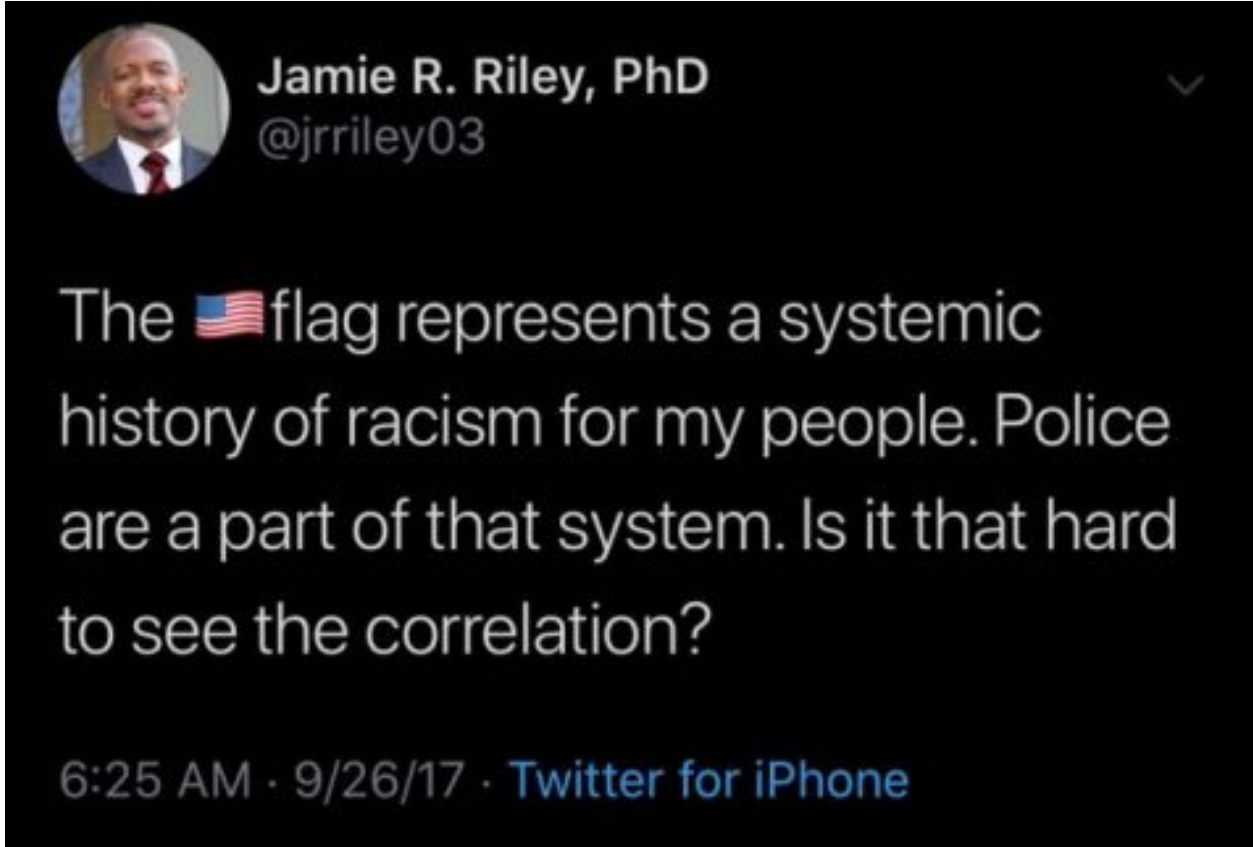 Jamie R. Riley, PhD
@jrriley03
The 🇺🇸flag represents a systemic
history of racism for my people. Police
are a part of that system. Is it that hard
to see the correlation?
6:25 AM · 9/26/17 · Twitter for iPhone